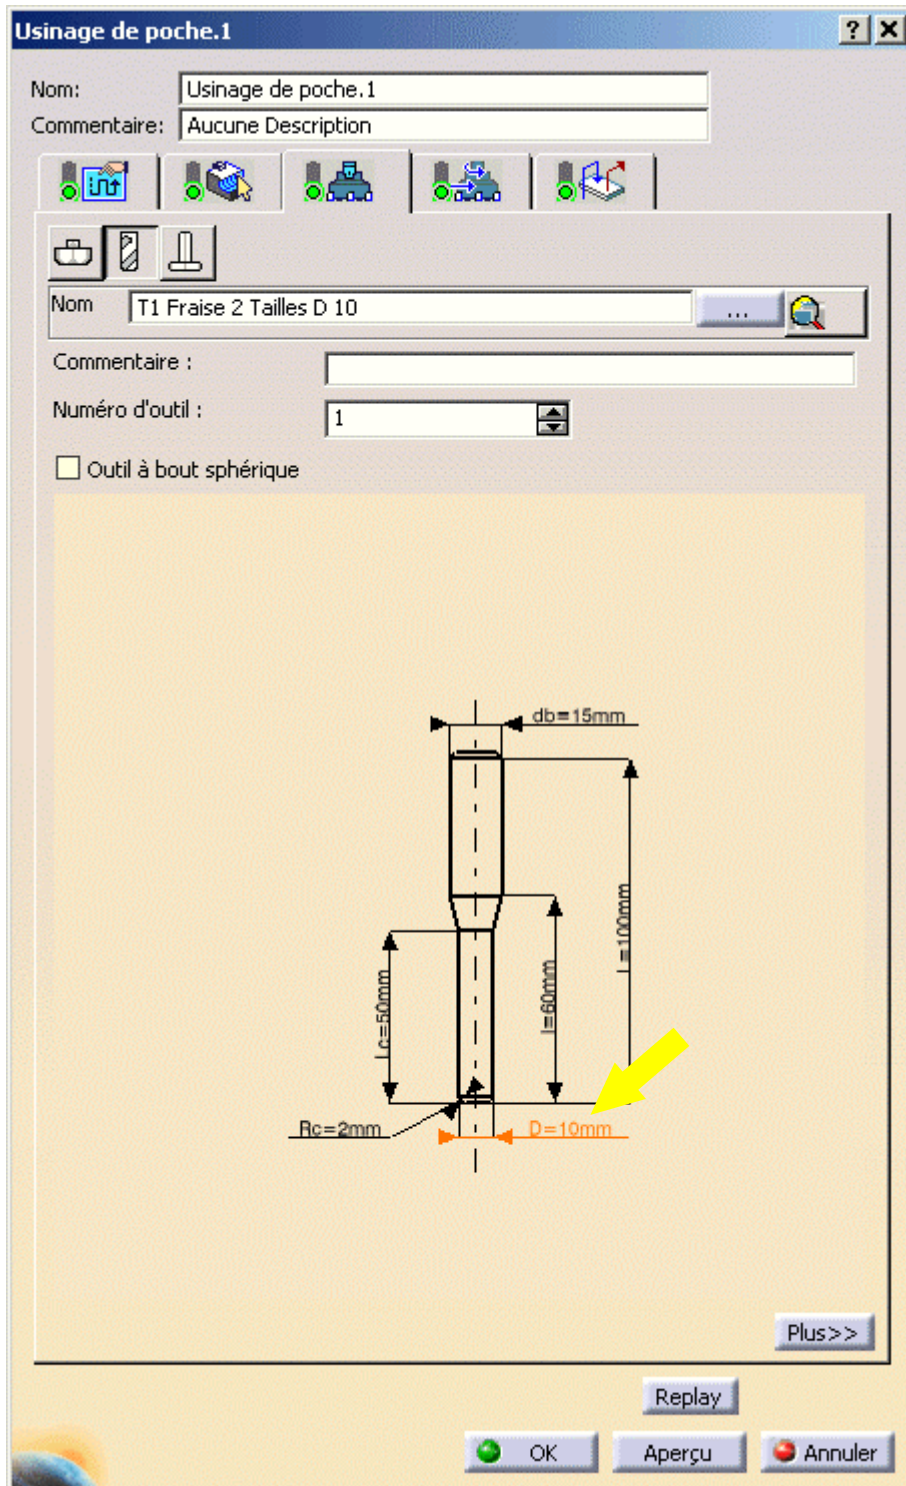 Usinage de poche.1
Nom: Usinage de poche.1
Commentaire: Aucune Description
Nom T1 Fraise 2 Tailles D 10 ...
Commentaire :
Numéro d'outil : 1
Outil à bout sphérique
db=15mm
L=100mm
l=60mm
Lc=50mm
Rc=2mm
D=10mm
Plus>>
Replay
OK Aperçu Annuler